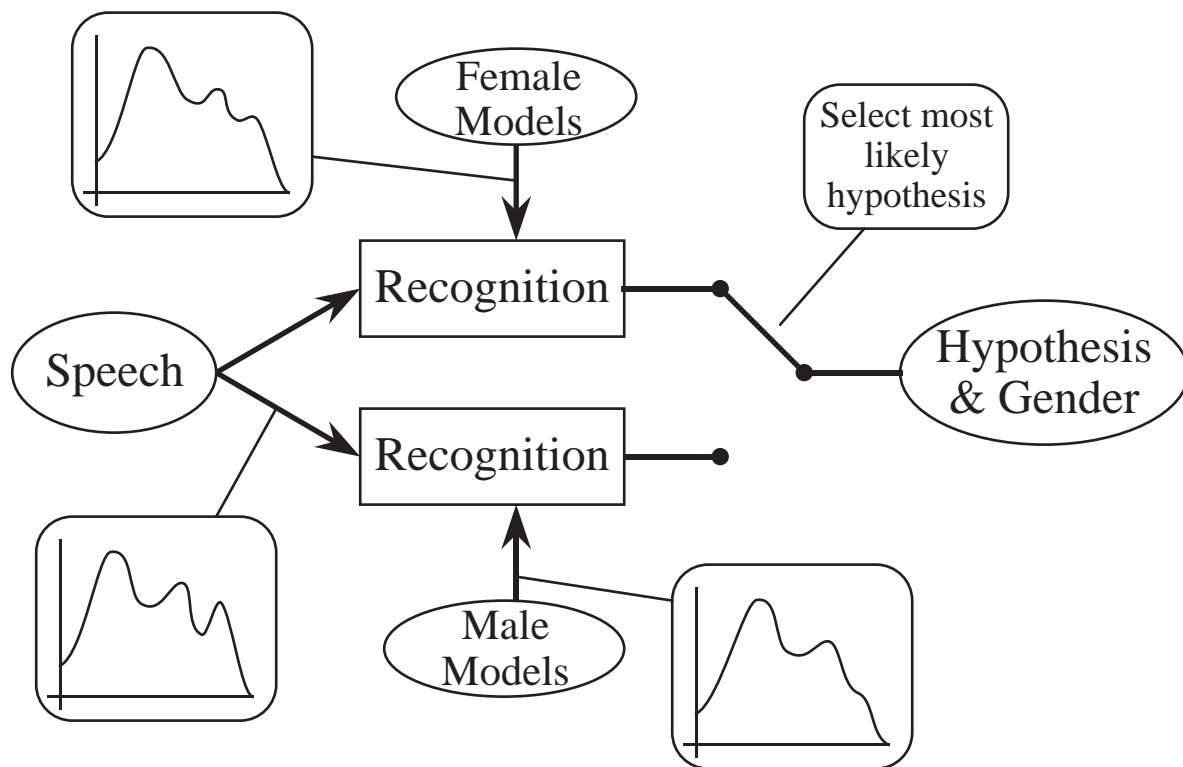 Female
Models
Select most
likely
hypothesis
Recognition
Speech
Hypothesis
& Gender
Recognition
Male
Models